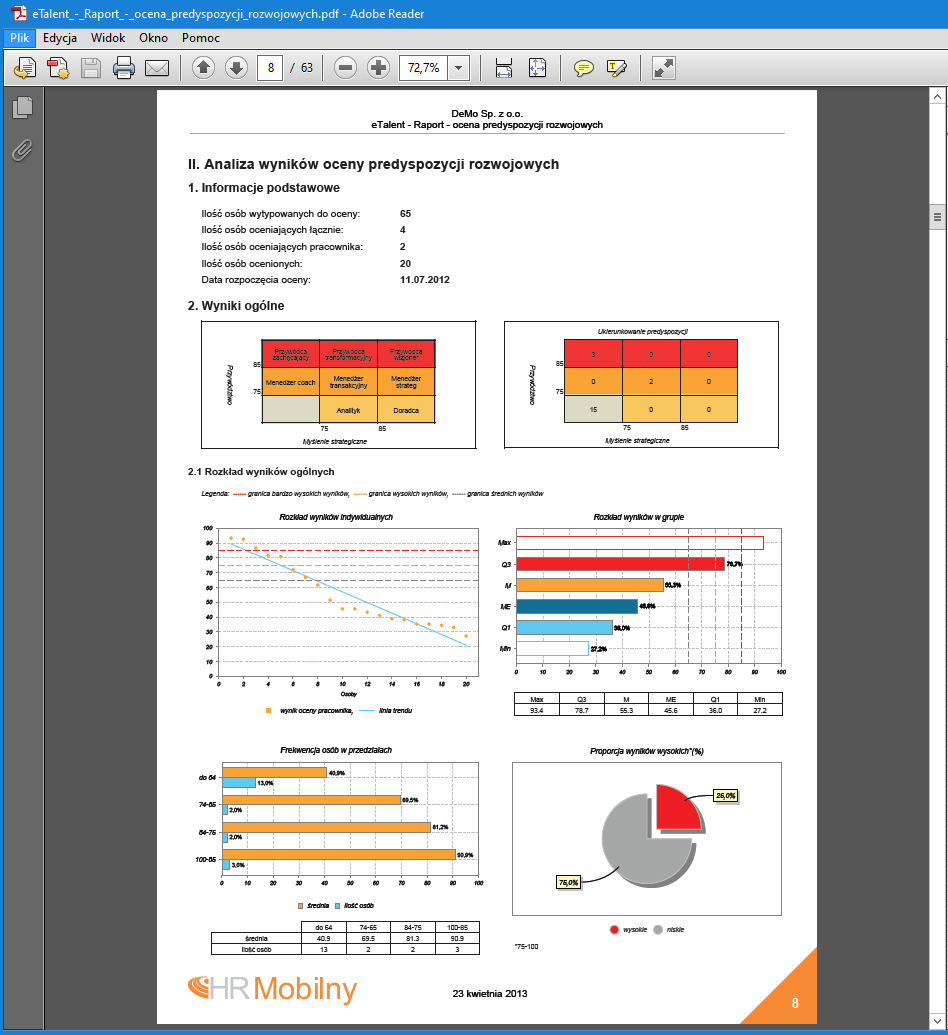 eTalent_-_Raport_-_ocena_predyspozycji_rozwojowych.pdf - Adobe Reader
Plik Edycja Widok Okno Pomoc
8 / 63 72,7%
DeMo Sp. z o.o.
eTalent - Raport - ocena predyspozycji rozwojowych
II. Analiza wyników oceny predyspozycji rozwojowych
1. Informacje podstawowe
Ilość osób wytypowanych do oceny: 65
Ilość osób oceniających łącznie: 4
Ilość osób oceniających pracownika: 2
Ilość osób ocenionych: 20
Data rozpoczęcia oceny: 11.07.2012
2. Wyniki ogólne
Przywódca zachęcający Przywódca transformacyjny Przywódca wizjoner
85
Menedżer coach Menedżer transakcyjny Menedżer strateg
75
Analityk Doradca
75 85
Przywództwo
Myślenie strategiczne
Ukierunkowanie predyspozycji
3 0 0
85
0 2 0
75
15 0 0
75 85
Przywództwo
Myślenie strategiczne
2.1 Rozkład wyników ogólnych
Legenda: ------ granica bardzo wysokich wyników, ------ granica wysokich wyników, ------ granica średnich wyników
Rozkład wyników indywidualnych
100
90
80
70
60
50
40
30
20
10
0
0 2 4 6 8 10 12 14 16 18 20
Osoby
wynik oceny pracownika, linia trendu
Rozkład wyników w grupie
Max
Q3 78,7%
M 55,3%
ME 45,6%
Q1 36,0%
Min 27,2%
0 10 20 30 40 50 60 70 80 90 100
Max Q3 M ME Q1 Min
93.4 78.7 55.3 45.6 36.0 27.2
Frekwencja osób w przedziałach
do 64 40,9%
13,0%
74-65 69,5%
2,0%
84-75 81,2%
2,0%
100-85 90,9%
3,0%
0 10 20 30 40 50 60 70 80 90 100
średnia ilość osób
do 64 74-65 84-75 100-85
średnia 40.9 69.5 81.3 90.9
ilość osób 13 2 2 3
Proporcja wyników wysokich*(%)
25,0%
75,0%
wysokie niskie
*75-100
HR Mobilny
23 kwietnia 2013
8